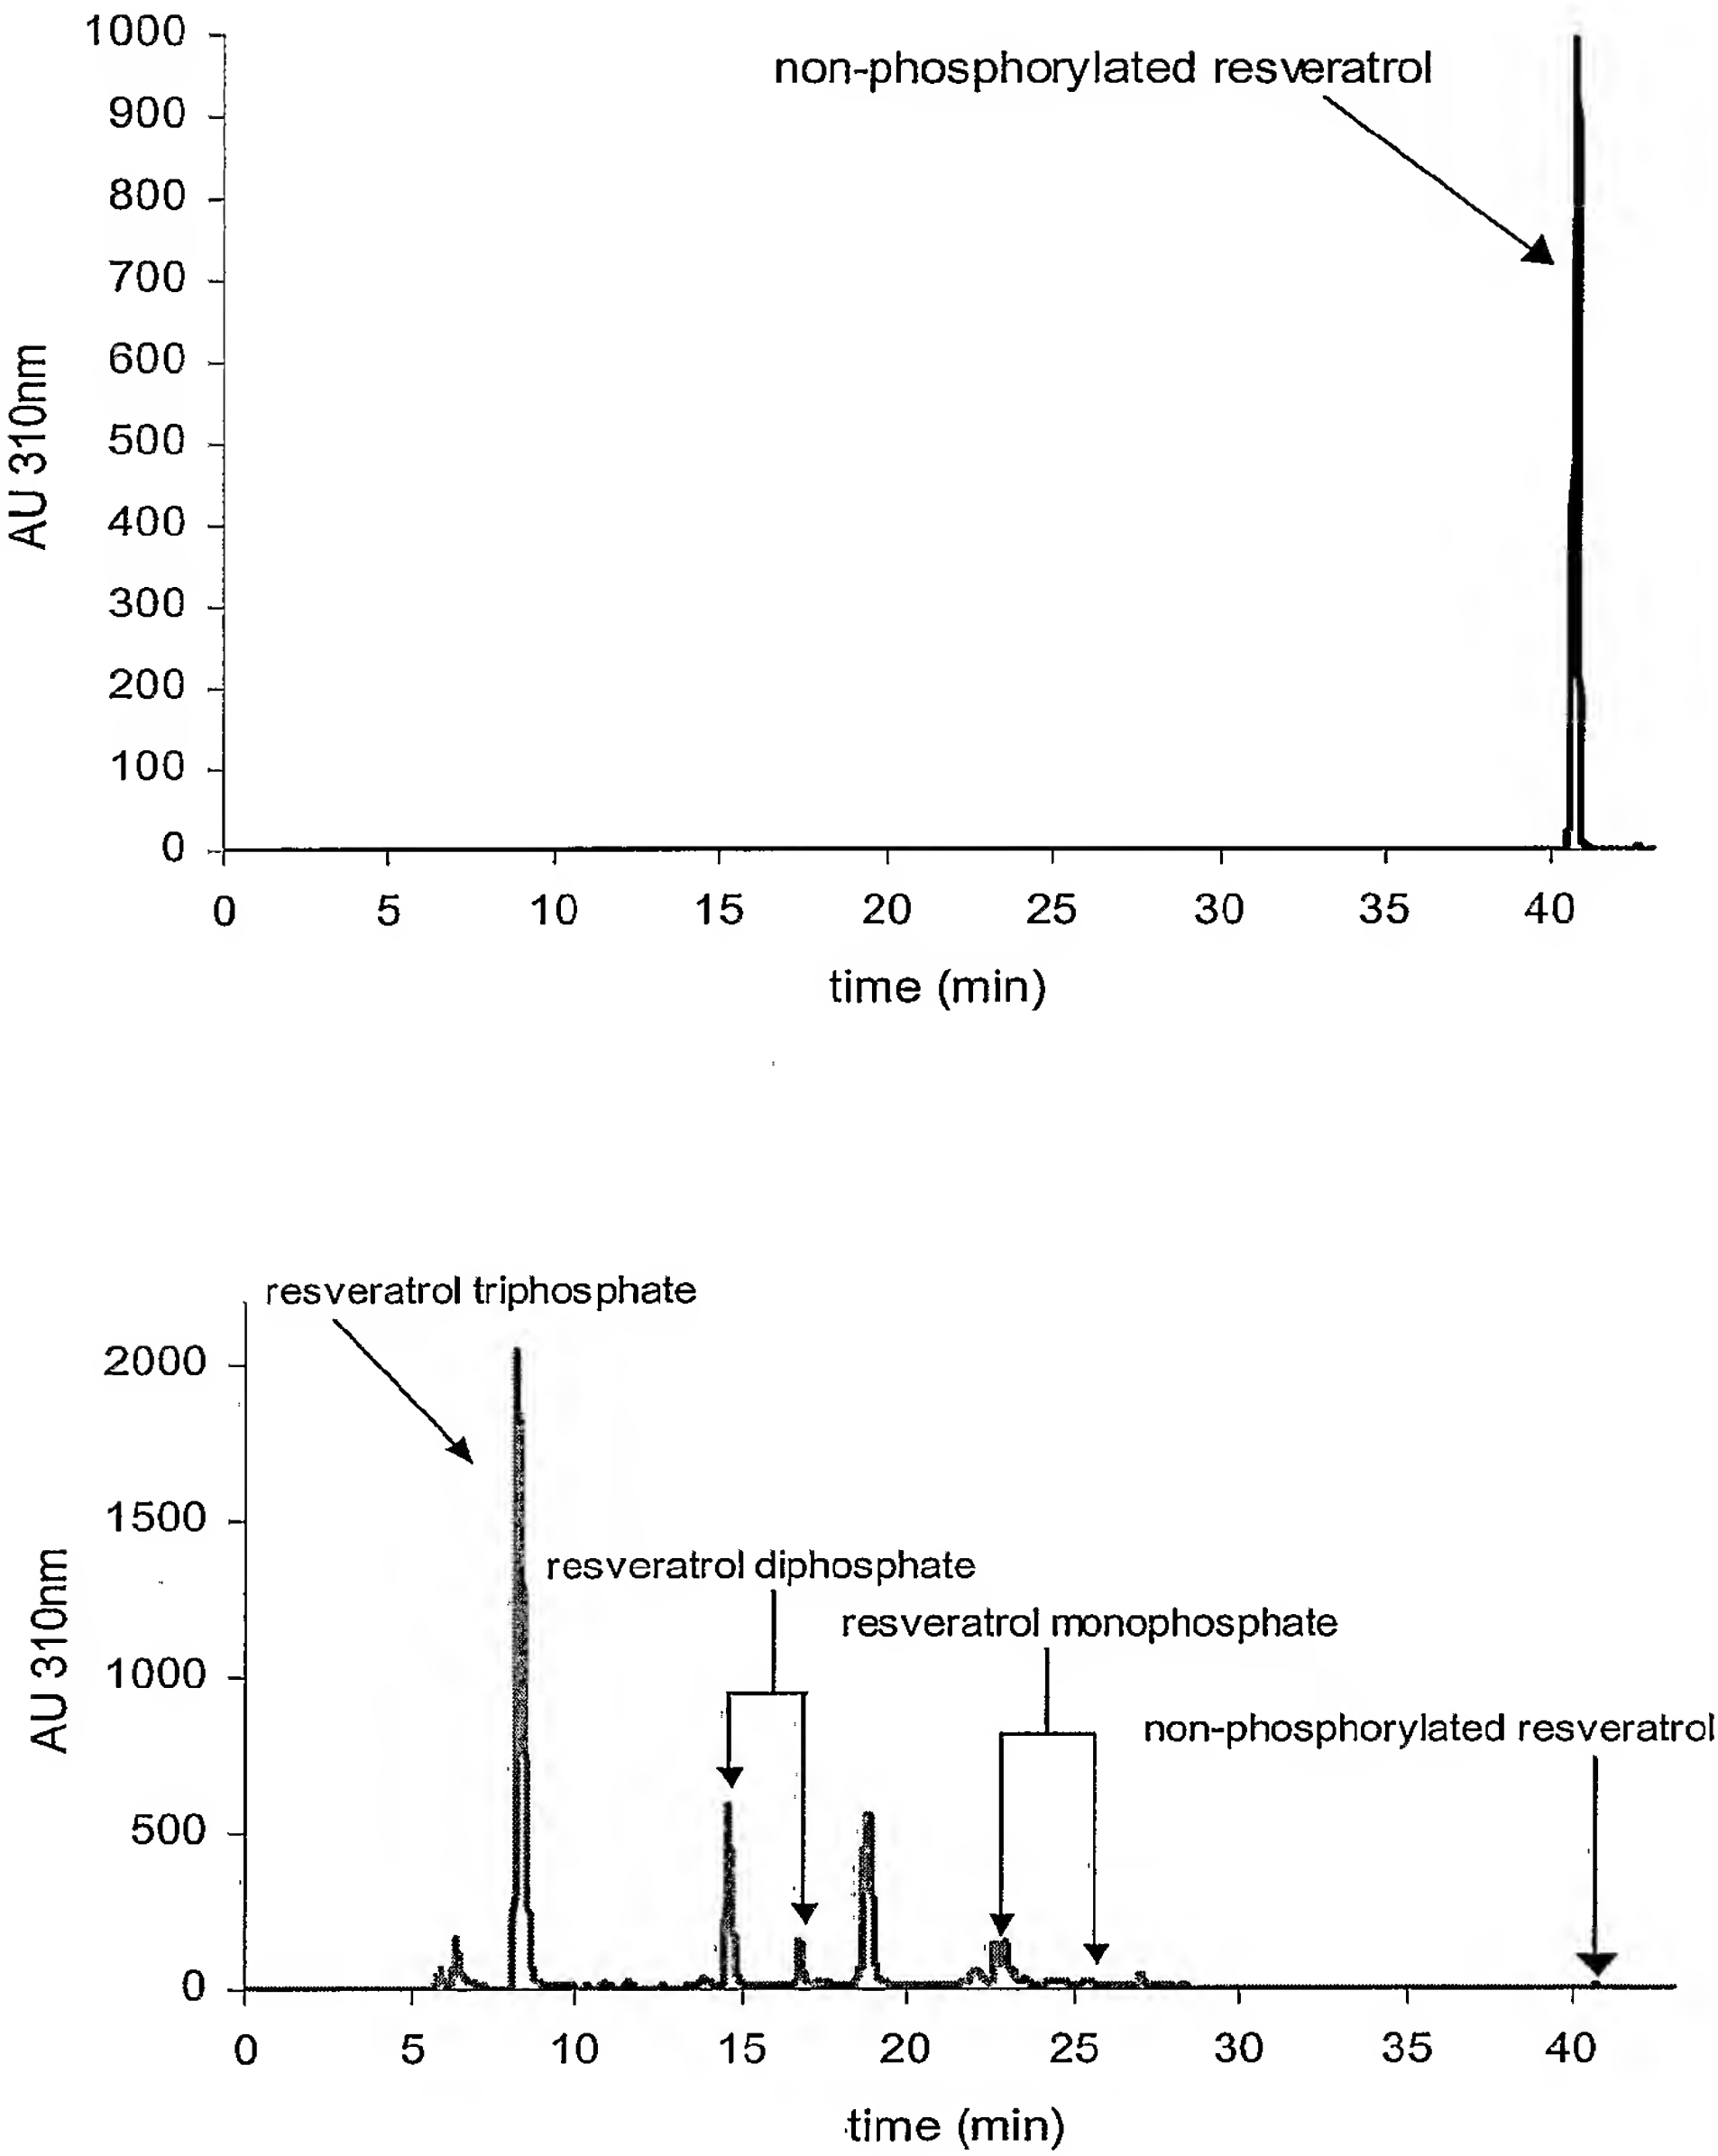 1000
non-phosphorylated resveratrol
900
800
700
600
500
400
300
200
100
0
AU 310nm
0 5 10 15 20 25 30 35 40
time (min)
resveratrol triphosphate
2000
1500
resveratrol diphosphate
resveratrol monophosphate
1000
non-phosphorylated resveratrol
500
0
AU 310nm
0 5 10 15 20 25 30 35 40
time (min)